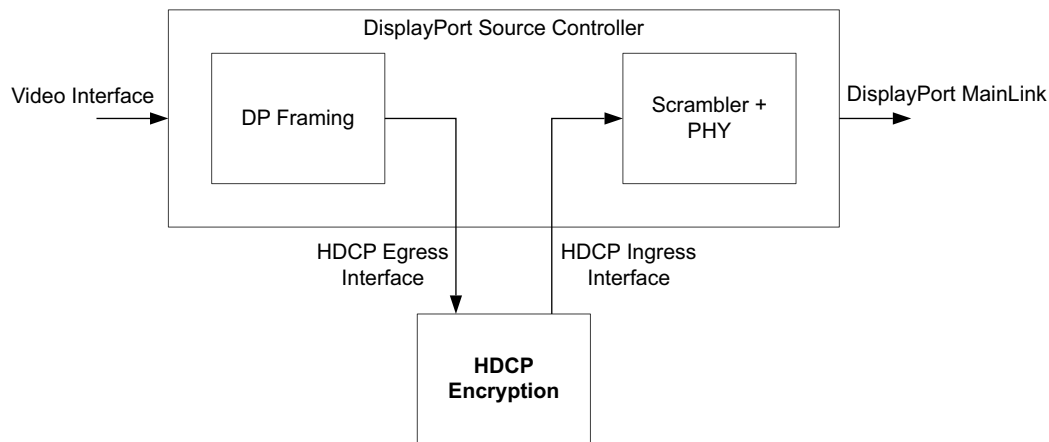 DisplayPort Source Controller
Video Interface
DP Framing
Scrambler +
PHY
DisplayPort MainLink
HDCP Egress
Interface
HDCP Ingress
Interface
HDCP
Encryption